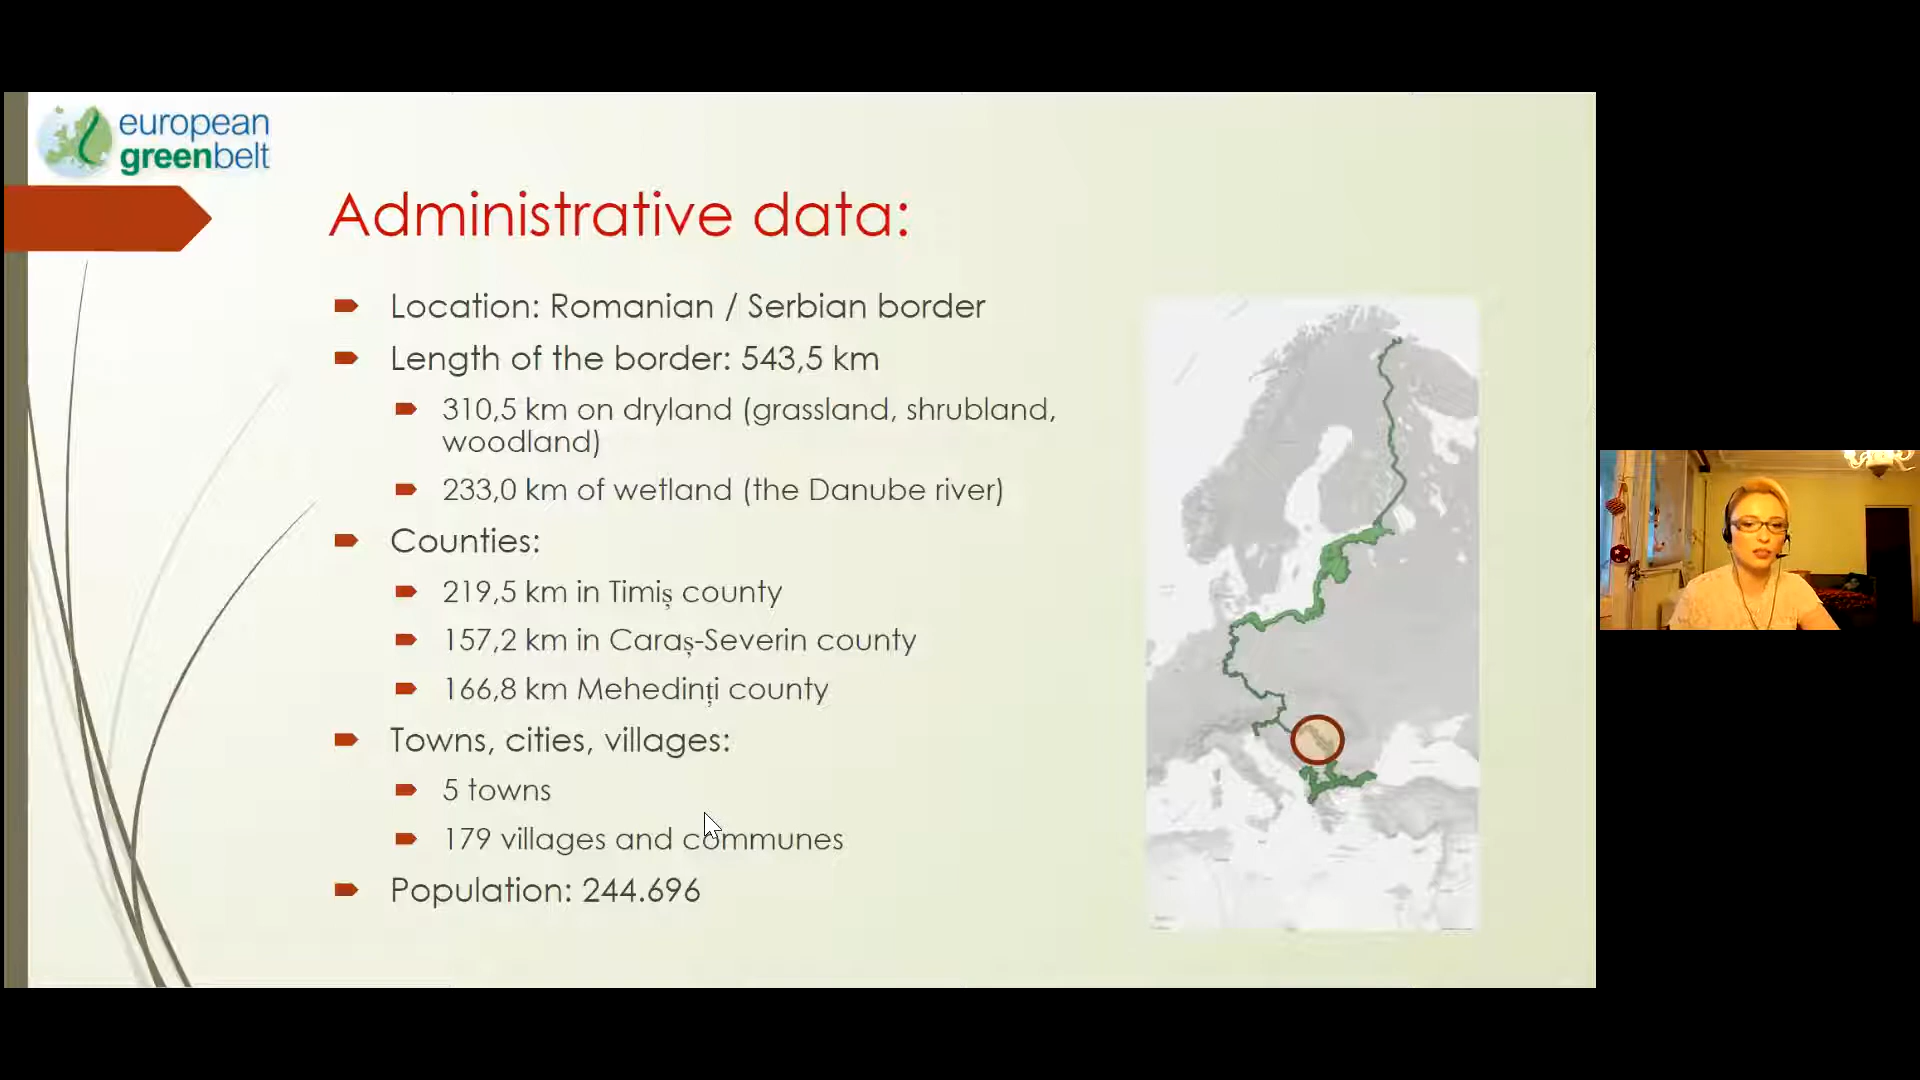 european
greenbelt
Administrative data:
Location: Romanian / Serbian border
Length of the border: 543,5 km
310,5 km on dryland (grassland, shrubland,
woodland)
233,0 km of wetland (the Danube river)
Counties:
219,5 km in Timiș county
157,2 km in Caraș-Severin county
166,8 km Mehedinți county
Towns, cities, villages:
5 towns
179 villages and communes
Population: 244.696